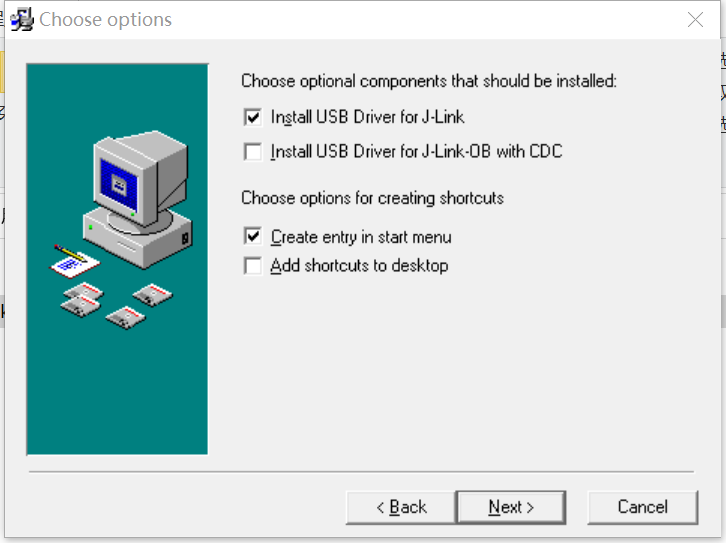 Choose options
Choose optional components that should be installed:
Install USB Driver for J-Link
Install USB Driver for J-Link-OB with CDC
Choose options for creating shortcuts
Create entry in start menu
Add shortcuts to desktop
< Back
Next >
Cancel